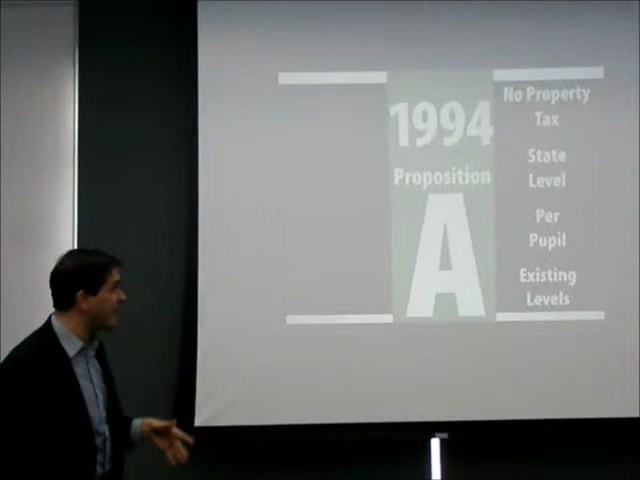 1994
Proposition
A
No Property
Tax
State
Level
Per
Pupil
Existing
Levels